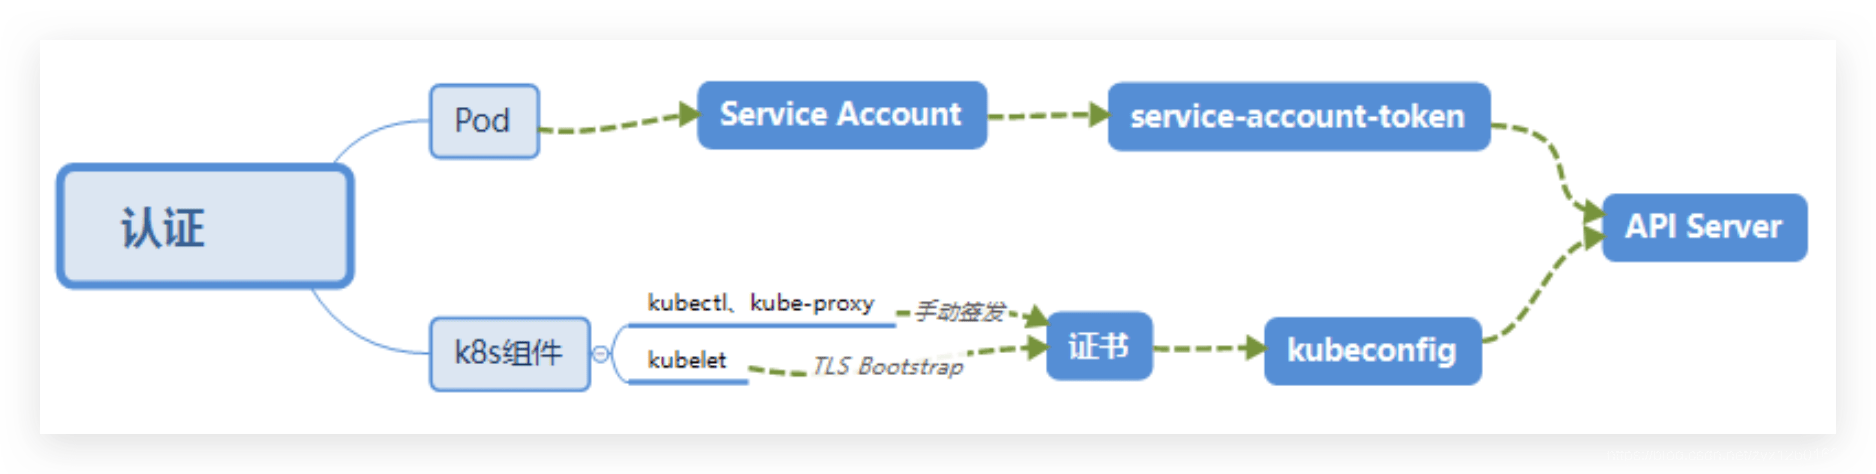 Pod
Service Account
service-account-token
认证
API Server
kubectl、kube-proxy
手动签发
k8s组件
证书
kubeconfig
kubelet
TLS Bootstrap